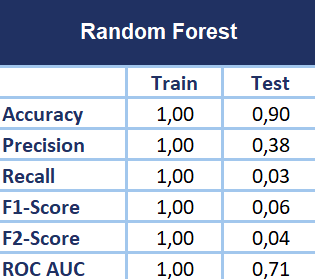 Random Forest
Train Test
Accuracy 1,00 0,90
Precision 1,00 0,38
Recall 1,00 0,03
F1-Score 1,00 0,06
F2-Score 1,00 0,04
ROC AUC 1,00 0,71